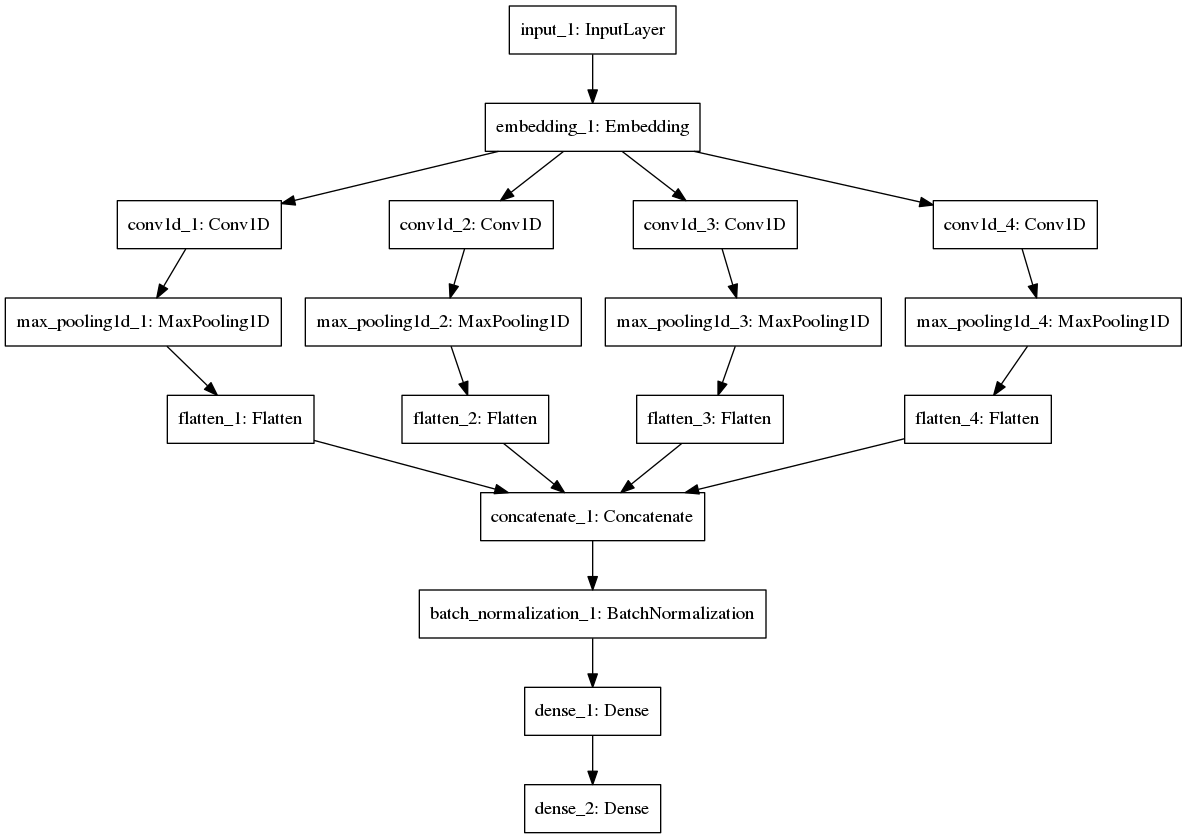 input_1: InputLayer
embedding_1: Embedding
conv1d_1: Conv1D
conv1d_2: Conv1D
conv1d_3: Conv1D
conv1d_4: Conv1D
max_pooling1d_1: MaxPooling1D
max_pooling1d_2: MaxPooling1D
max_pooling1d_3: MaxPooling1D
max_pooling1d_4: MaxPooling1D
flatten_1: Flatten
flatten_2: Flatten
flatten_3: Flatten
flatten_4: Flatten
concatenate_1: Concatenate
batch_normalization_1: BatchNormalization
dense_1: Dense
dense_2: Dense